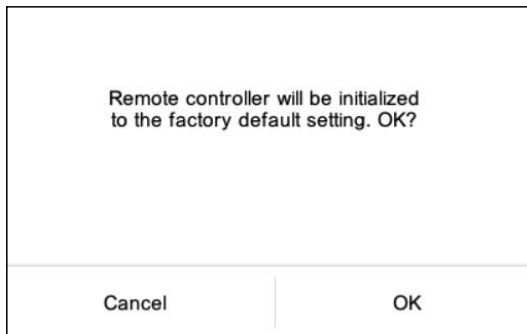 Remote controller will be initialized
to the factory default setting. OK?
Cancel
OK